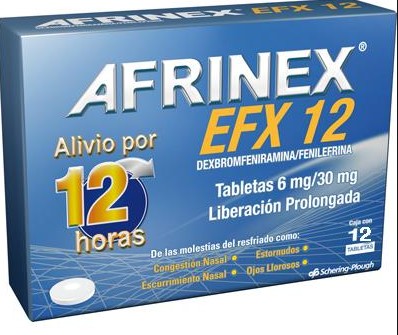 AFRINEX®
EFX 12
DEXBROMFENIRAMINA/FENILEFRINA
Alivio por
12
horas
Tabletas 6 mg/30 mg
Liberación Prolongada
Caja con
12
TABLETAS
De las molestias del resfriado como:
Congestión Nasal • Estornudos •
Escurrimiento Nasal • Ojos Llorosos •
Schering-Plough